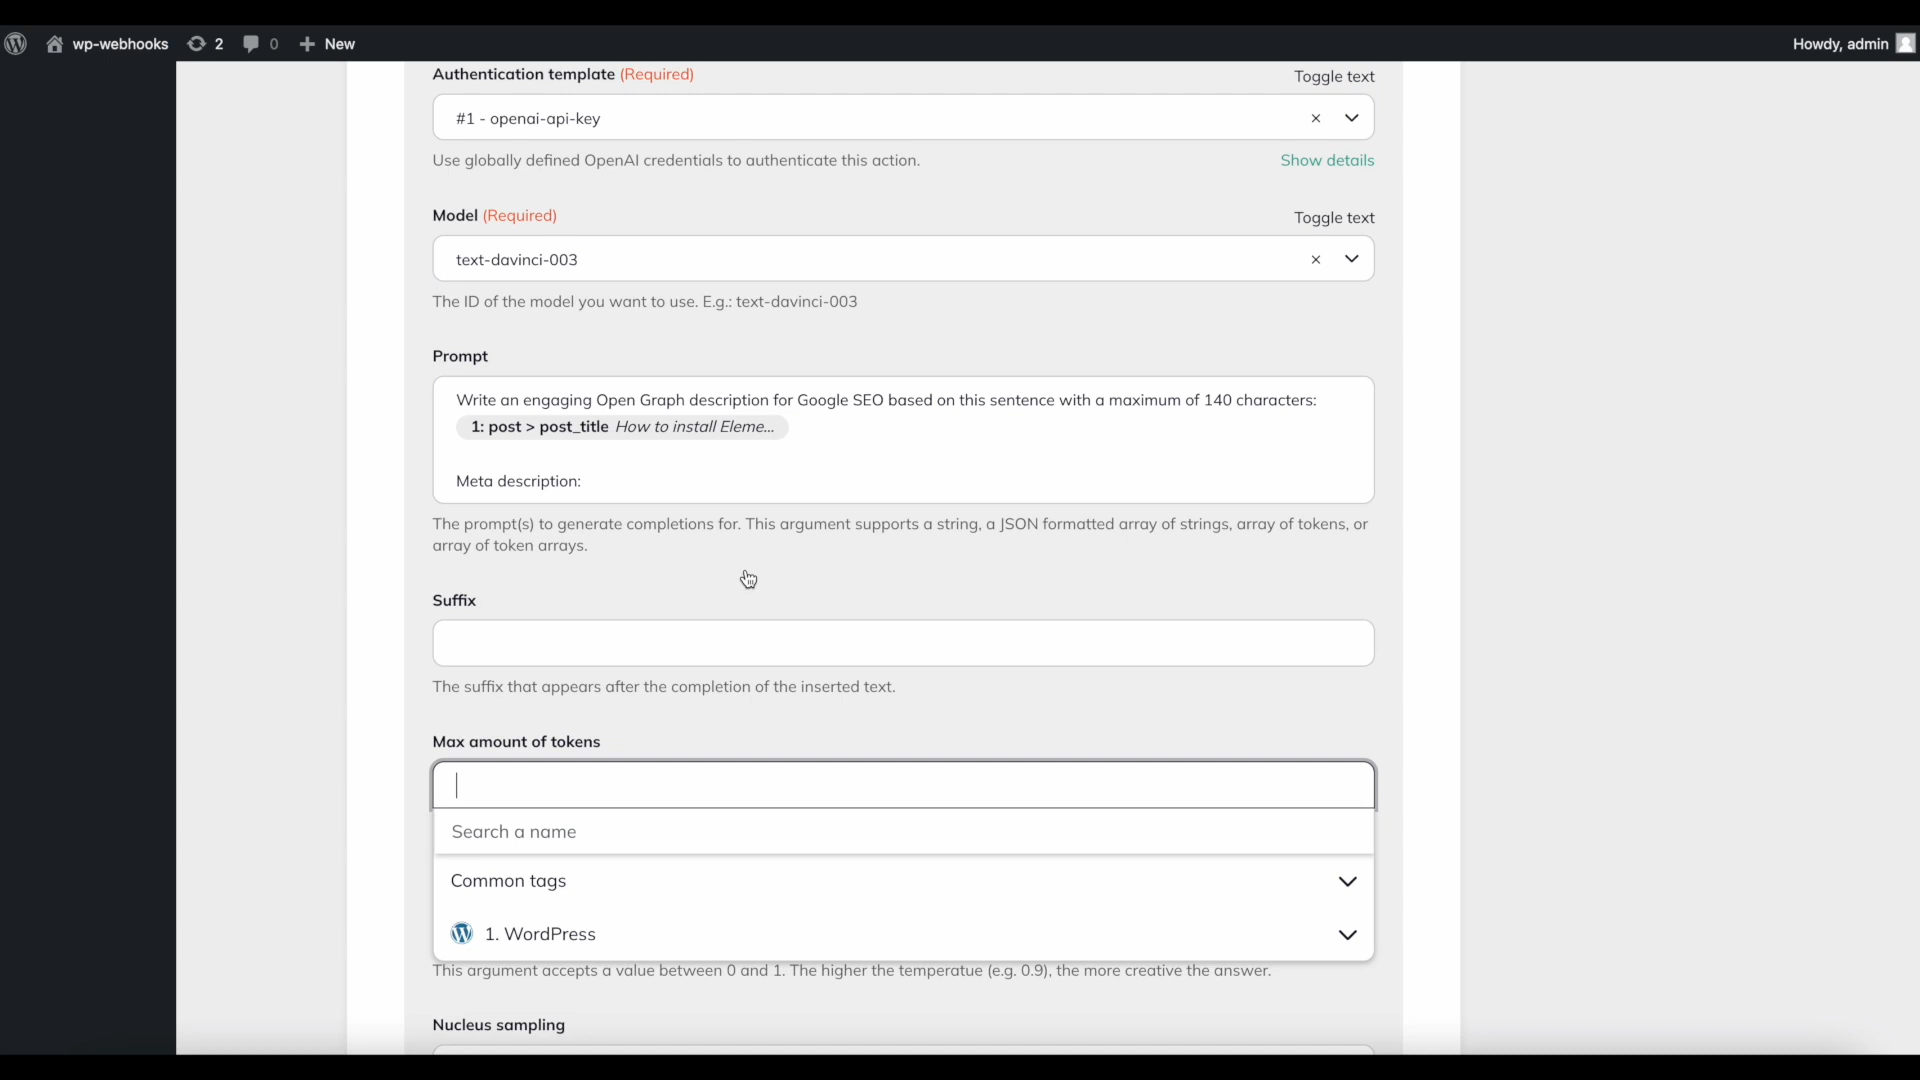 wp-webhooks 2 0 New Howdy, admin
Authentication template (Required) Toggle text
#1 - openai-api-key
Use globally defined OpenAI credentials to authenticate this action. Show details
Model (Required) Toggle text
text-davinci-003
The ID of the model you want to use. E.g.: text-davinci-003
Prompt
Write an engaging Open Graph description for Google SEO based on this sentence with a maximum of 140 characters:
1: post > post_title How to install Eleme...
Meta description:
The prompt(s) to generate completions for. This argument supports a string, a JSON formatted array of strings, array of tokens, or
array of token arrays.
Suffix
The suffix that appears after the completion of the inserted text.
Max amount of tokens
Search a name
Common tags
1. WordPress
This argument accepts a value between 0 and 1. The higher the temperatue (e.g. 0.9), the more creative the answer.
Nucleus sampling